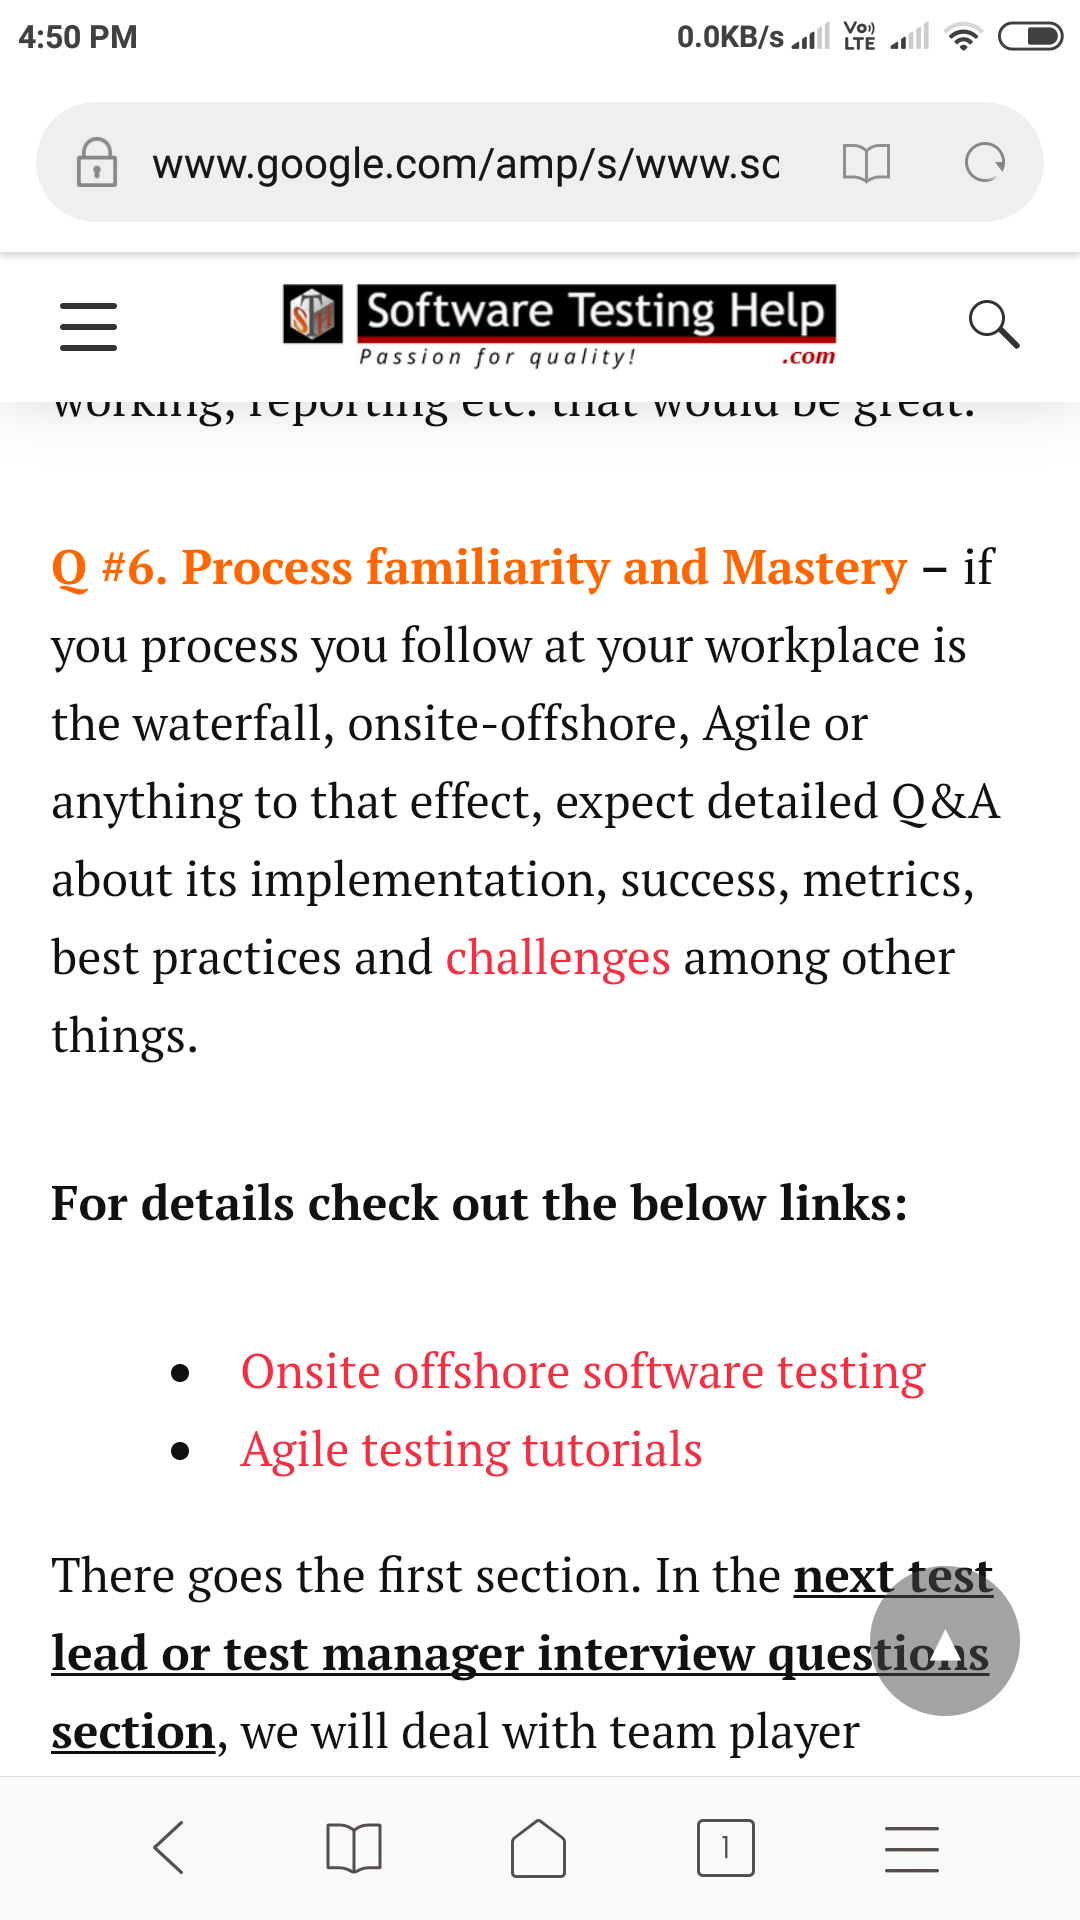 4:50 PM 0.0KB/s VoLTE
www.google.com/amp/s/www.so
STH Software Testing Help
Passion for quality! .com
working, reporting etc. that would be great.
Q #6. Process familiarity and Mastery – if
you process you follow at your workplace is
the waterfall, onsite-offshore, Agile or
anything to that effect, expect detailed Q&A
about its implementation, success, metrics,
best practices and challenges among other
things.
For details check out the below links:
• Onsite offshore software testing
• Agile testing tutorials
There goes the first section. In the next test
lead or test manager interview questions
section, we will deal with team player
1